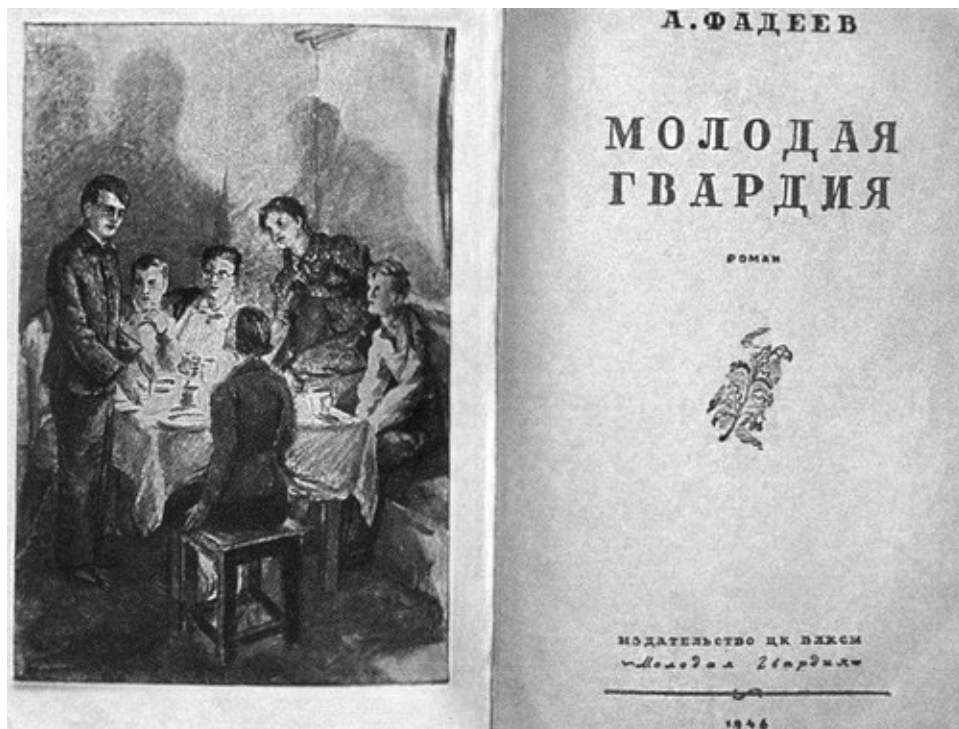 А. ФАДЕЕВ
МОЛОДАЯ
ГВАРДИЯ
РОМАН
ИЗДАТЕЛЬСТВО ЦК ВЛКСМ
~Молодая Гвардия~
1946